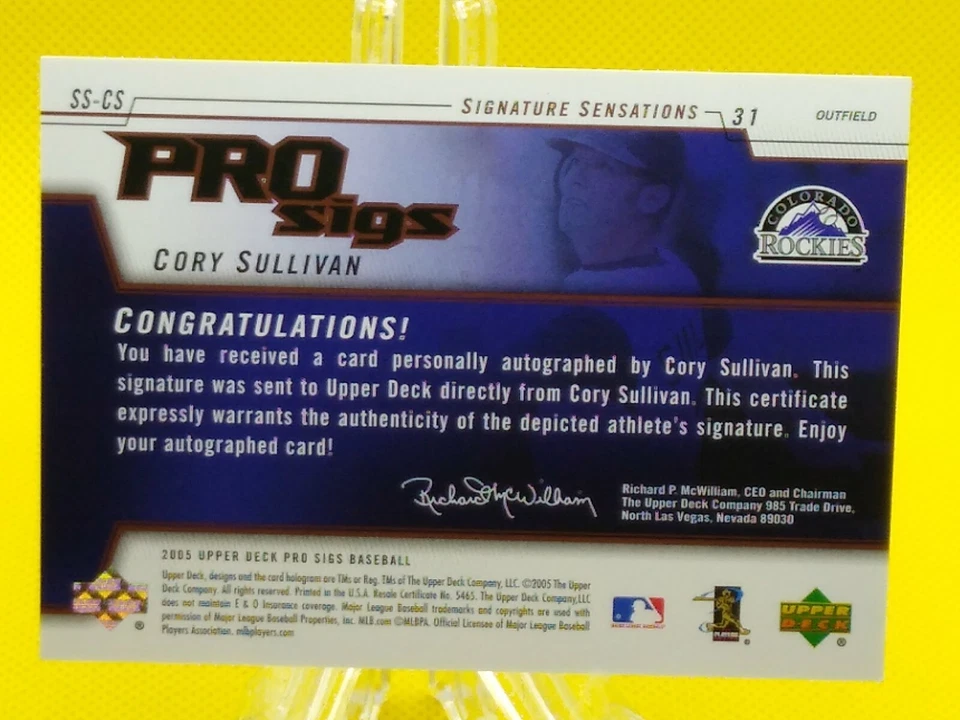 SS-CS
SIGNATURE SENSATIONS
31
OUTFIELD
PRO
sigs
CORY SULLIVAN
COLORADO
ROCKIES
CONGRATULATIONS!
You have received a card personally autographed by Cory Sullivan. This
signature was sent to Upper Deck directly from Cory Sullivan. This certificate
expressly warrants the authenticity of the depicted athlete's signature. Enjoy
your autographed card!
Richard McWilliam
Richard P. McWilliam, CEO and Chairman
The Upper Deck Company 985 Trade Drive,
North Las Vegas, Nevada 89030
2005 UPPER DECK PRO SIGS BASEBALL
Upper Deck, designs and the card hologram are TMs or Reg. TMs of The Upper Deck Company, LLC. ©2005 The Upper
Deck Company. All rights reserved. Printed in the U.S.A. Resale Certificate No. 5465. The Upper Deck Company,LLC
does not maintain E & O Insurance coverage. Major League Baseball trademarks and copyrights are used with
permission of Major League Baseball Properties, Inc. MLB.com ©MLBPA. Official Licensee of Major League Baseball
Players Association. mlbplayers.com
PLAYERS
UPPER
DECK